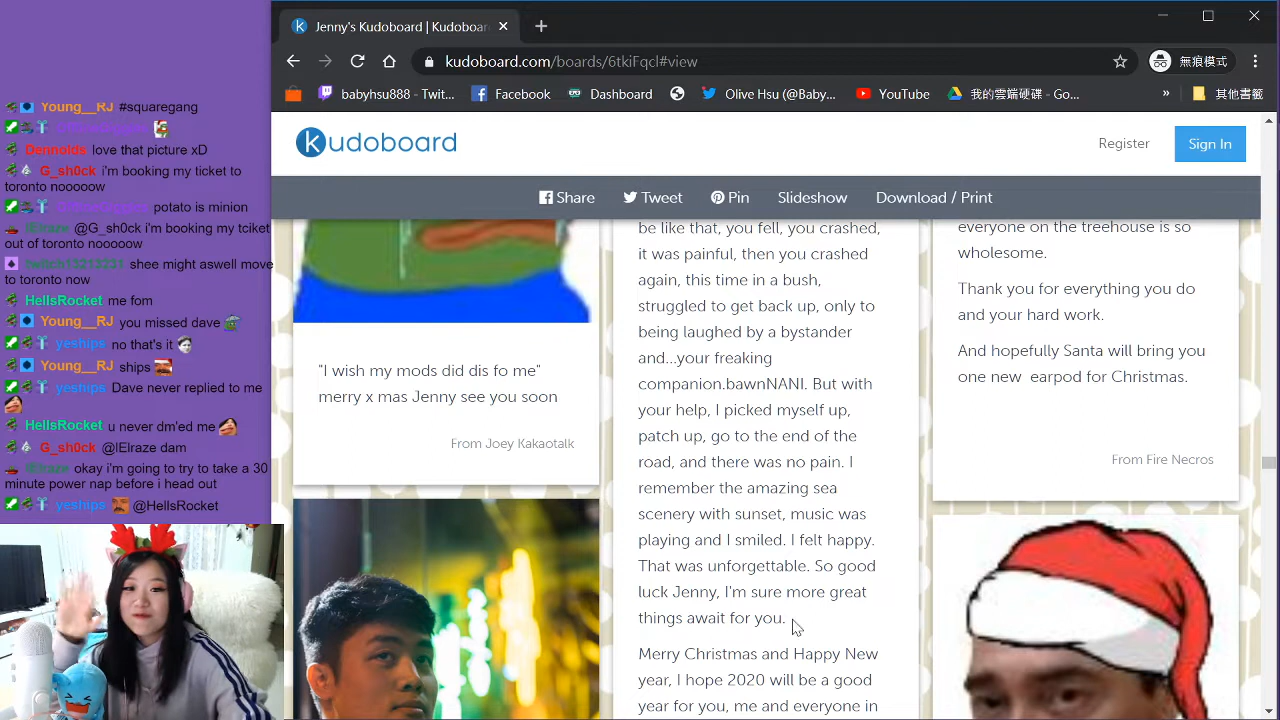 Jenny's Kudoboard | Kudoboar
kudoboard.com/boards/6tkiFqcl#view
無痕模式
babyhsu888 - Twit...
Facebook
Dashboard
Olive Hsu (@Baby...
YouTube
我的雲端硬碟 - Go...
»
其他書籤
kudoboard
Register
Sign In
Share
Tweet
Pin
Slideshow
Download / Print
Young__RJ #squaregang
Dennolds love that picture xD
G_sh0ck i'm booking my ticket to
toronto nooooow
potato is minion
lElraze @G_sh0ck i'm booking my tciket
out of toronto nooooow
twitch13213231 shee might aswell move
to toronto now
HellsRocket me fom
Young__RJ you missed dave
yeships no that's it
Young__RJ ships
yeships Dave never replied to me
HellsRocket u never dm'ed me
G_sh0ck @lElraze dam
lElraze okay i'm going to try to take a 30
minute power nap before i head out
yeships @HellsRocket
"I wish my mods did dis fo me"
merry x mas Jenny see you soon
From Joey Kakaotalk
be like that, you fell, you crashed,
it was painful, then you crashed
again, this time in a bush,
struggled to get back up, only to
being laughed by a bystander
and...your freaking
companion.bawnNANI. But with
your help, I picked myself up,
patch up, go to the end of the
road, and there was no pain. I
remember the amazing sea
scenery with sunset, music was
playing and I smiled. I felt happy.
That was unforgettable. So good
luck Jenny, I'm sure more great
things await for you.
Merry Christmas and Happy New
year, I hope 2020 will be a good
year for you, me and everyone in
everyone on the treehouse is so
wholesome.
Thank you for everything you do
and your hard work.
And hopefully Santa will bring you
one new earpod for Christmas.
From Fire Necros